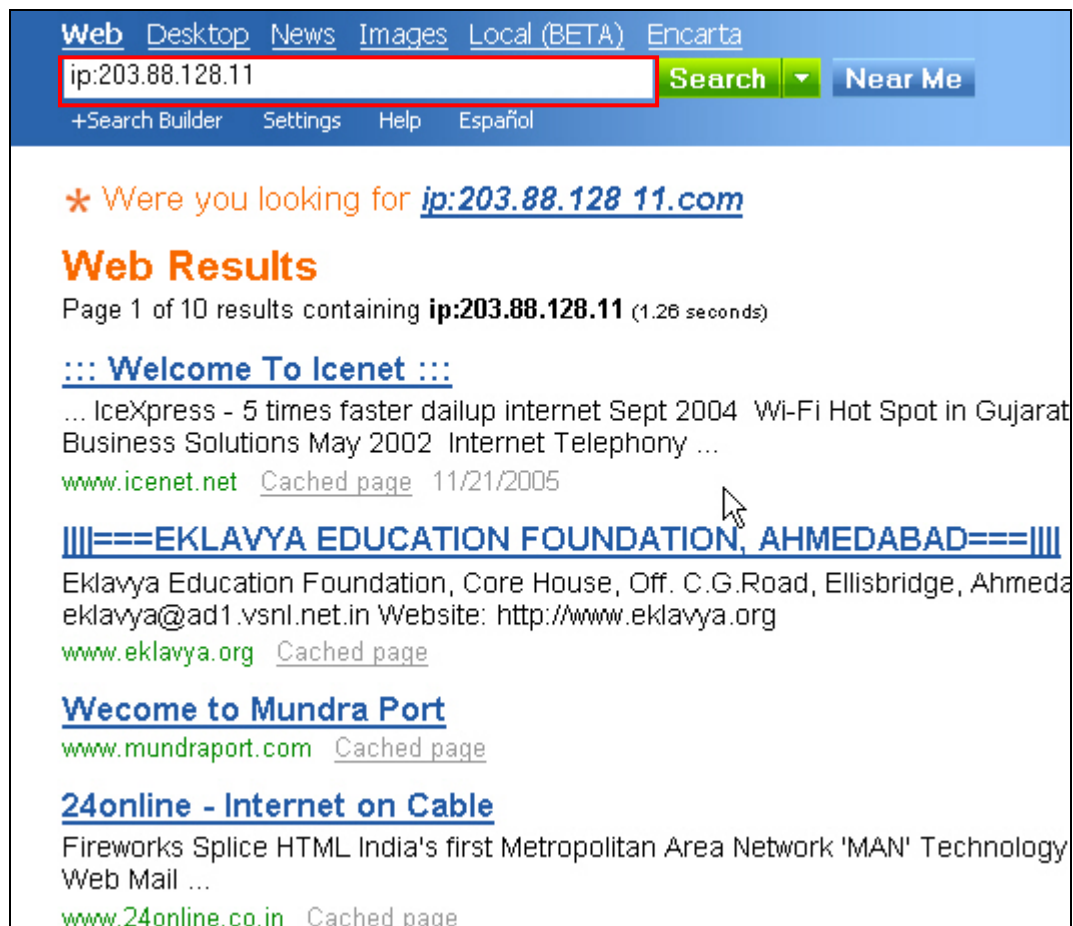 Web Desktop News Images Local (BETA) Encarta
ip:203.88.128.11 Search Near Me
+Search Builder Settings Help Español
* Were you looking for ip:203.88.128 11.com
Web Results
Page 1 of 10 results containing ip:203.88.128.11 (1.26 seconds)
::: Welcome To Icenet :::
... IceXpress - 5 times faster dailup internet Sept 2004 Wi-Fi Hot Spot in Gujarat
Business Solutions May 2002 Internet Telephony ...
www.icenet.net Cached page 11/21/2005
||||===EKLAVYA EDUCATION FOUNDATION, AHMEDABAD===||||
Eklavya Education Foundation, Core House, Off. C.G.Road, Ellisbridge, Ahmeda
eklavya@ad1.vsnl.net.in Website: http://www.eklavya.org
www.eklavya.org Cached page
Wecome to Mundra Port
www.mundraport.com Cached page
24online - Internet on Cable
Fireworks Splice HTML India's first Metropolitan Area Network 'MAN' Technology
Web Mail ...
www.24online.co.in Cached page